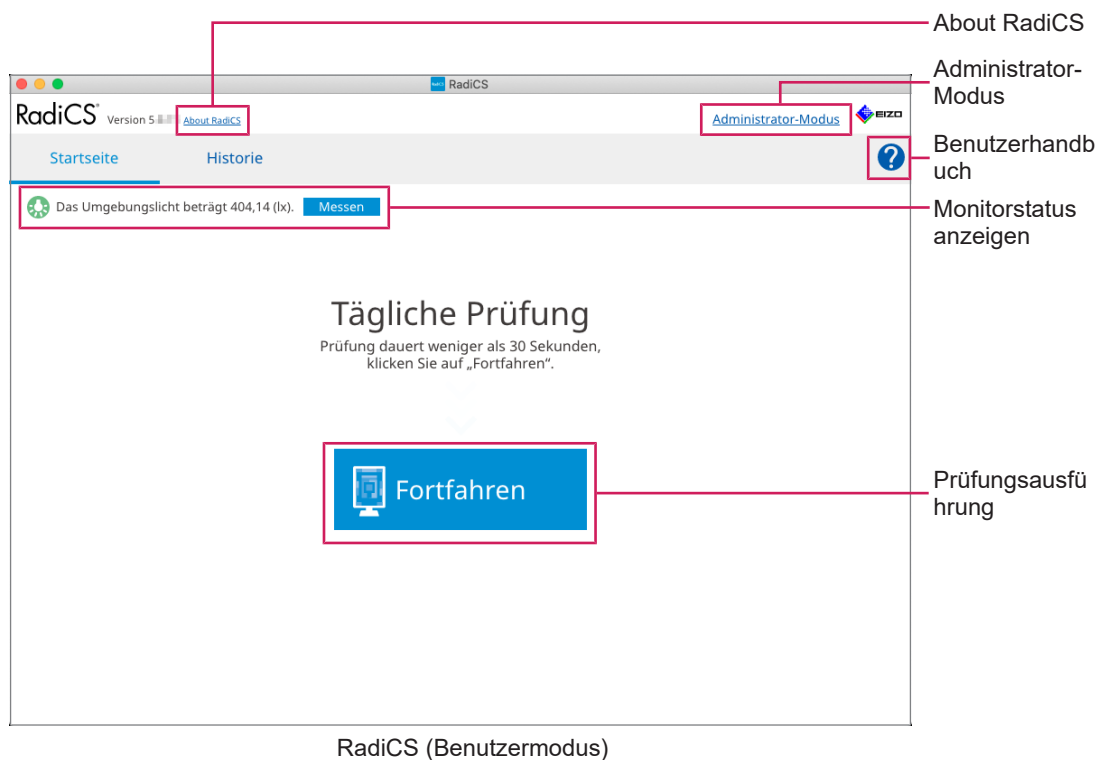 About RadiCS
RadiCS
Administrator-
Modus
RadiCS® Version 5. About RadiCS
Administrator-Modus EIZO
Startseite Historie ?
Benutzerhandb
uch
Das Umgebungslicht beträgt 404,14 (lx). Messen
Monitorstatus
anzeigen
Tägliche Prüfung
Prüfung dauert weniger als 30 Sekunden,
klicken Sie auf „Fortfahren“.
Fortfahren
Prüfungsausfü
hrung
RadiCS (Benutzermodus)